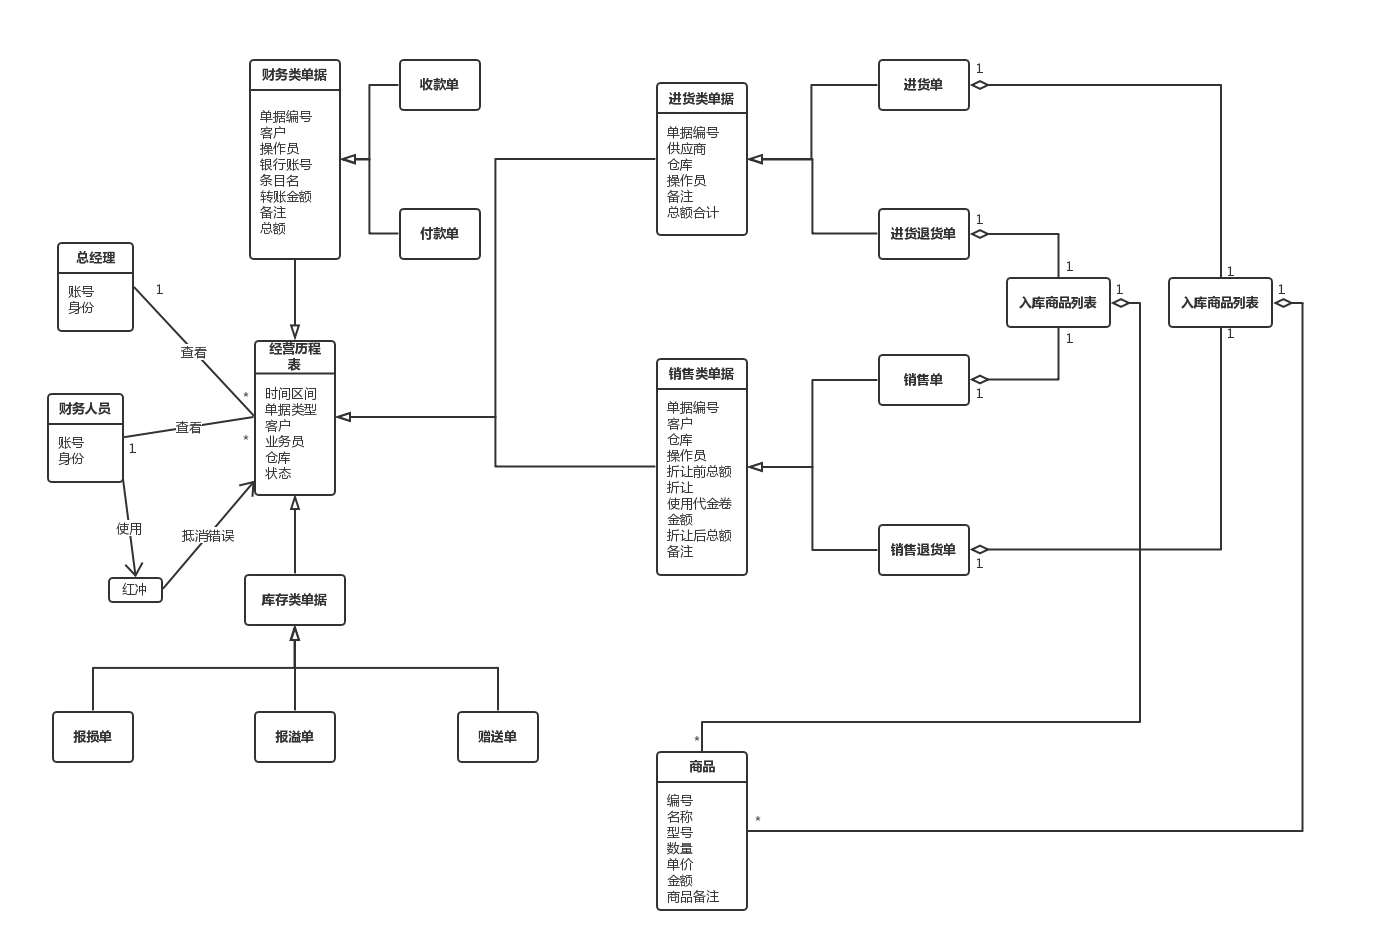 财务类单据
单据编号
客户
操作员
银行账号
条目名
转账金额
备注
总额
收款单
付款单
进货类单据
单据编号
供应商
仓库
操作员
备注
总额合计
进货单
1
进货退货单
1
1
入库商品列表
1
1
入库商品列表
1
1
1
总经理
账号
身份
1
查看
*
财务人员
账号
身份
1
查看
*
使用
抵消错误
红冲
经营历程
表
时间区间
单据类型
客户
业务员
仓库
状态
销售类单据
单据编号
客户
仓库
操作员
折让前总额
折让
使用代金卷
金额
折让后总额
备注
销售单
1
销售退货单
1
库存类单据
报损单
报溢单
赠送单
*
商品
编号
名称
型号
数量
单价
金额
商品备注
*